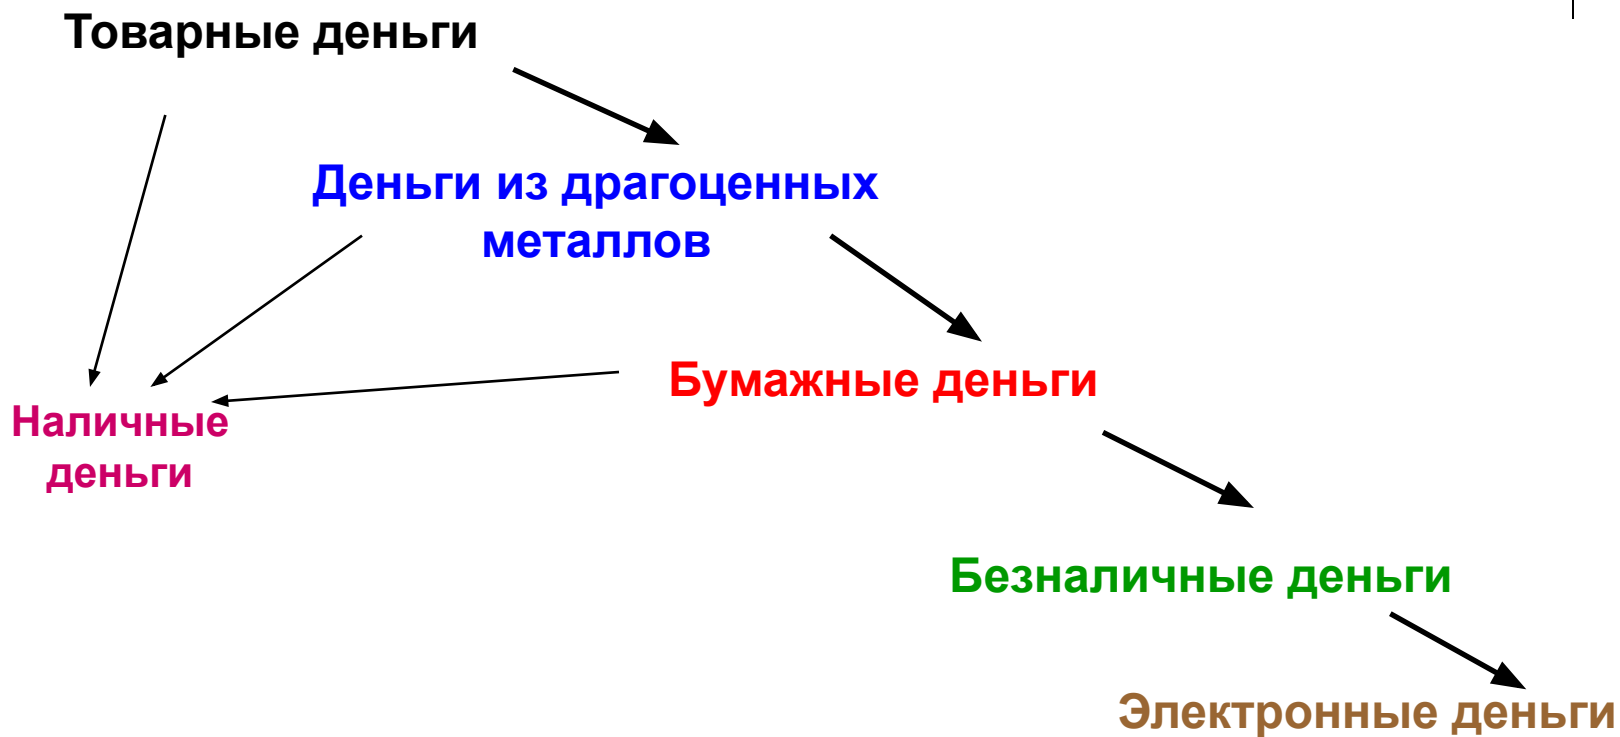 Товарные деньги
Деньги из драгоценных
металлов
Бумажные деньги
Наличные
деньги
Безналичные деньги
Электронные деньги